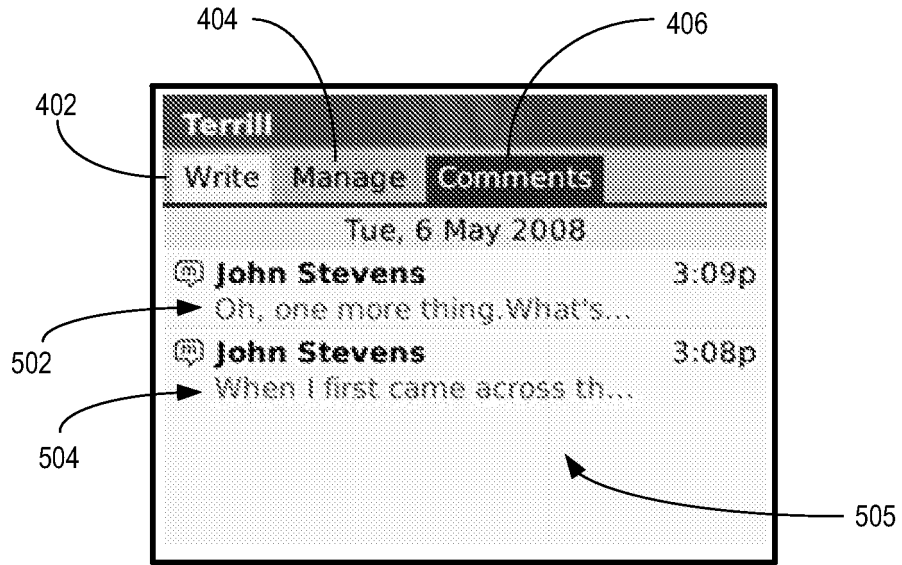 404
406
402
Terrill
Write Manage Comments
Tue, 6 May 2008
John Stevens 3:09p
Oh, one more thing.What's...
502
John Stevens 3:08p
When I first came across th...
504
505